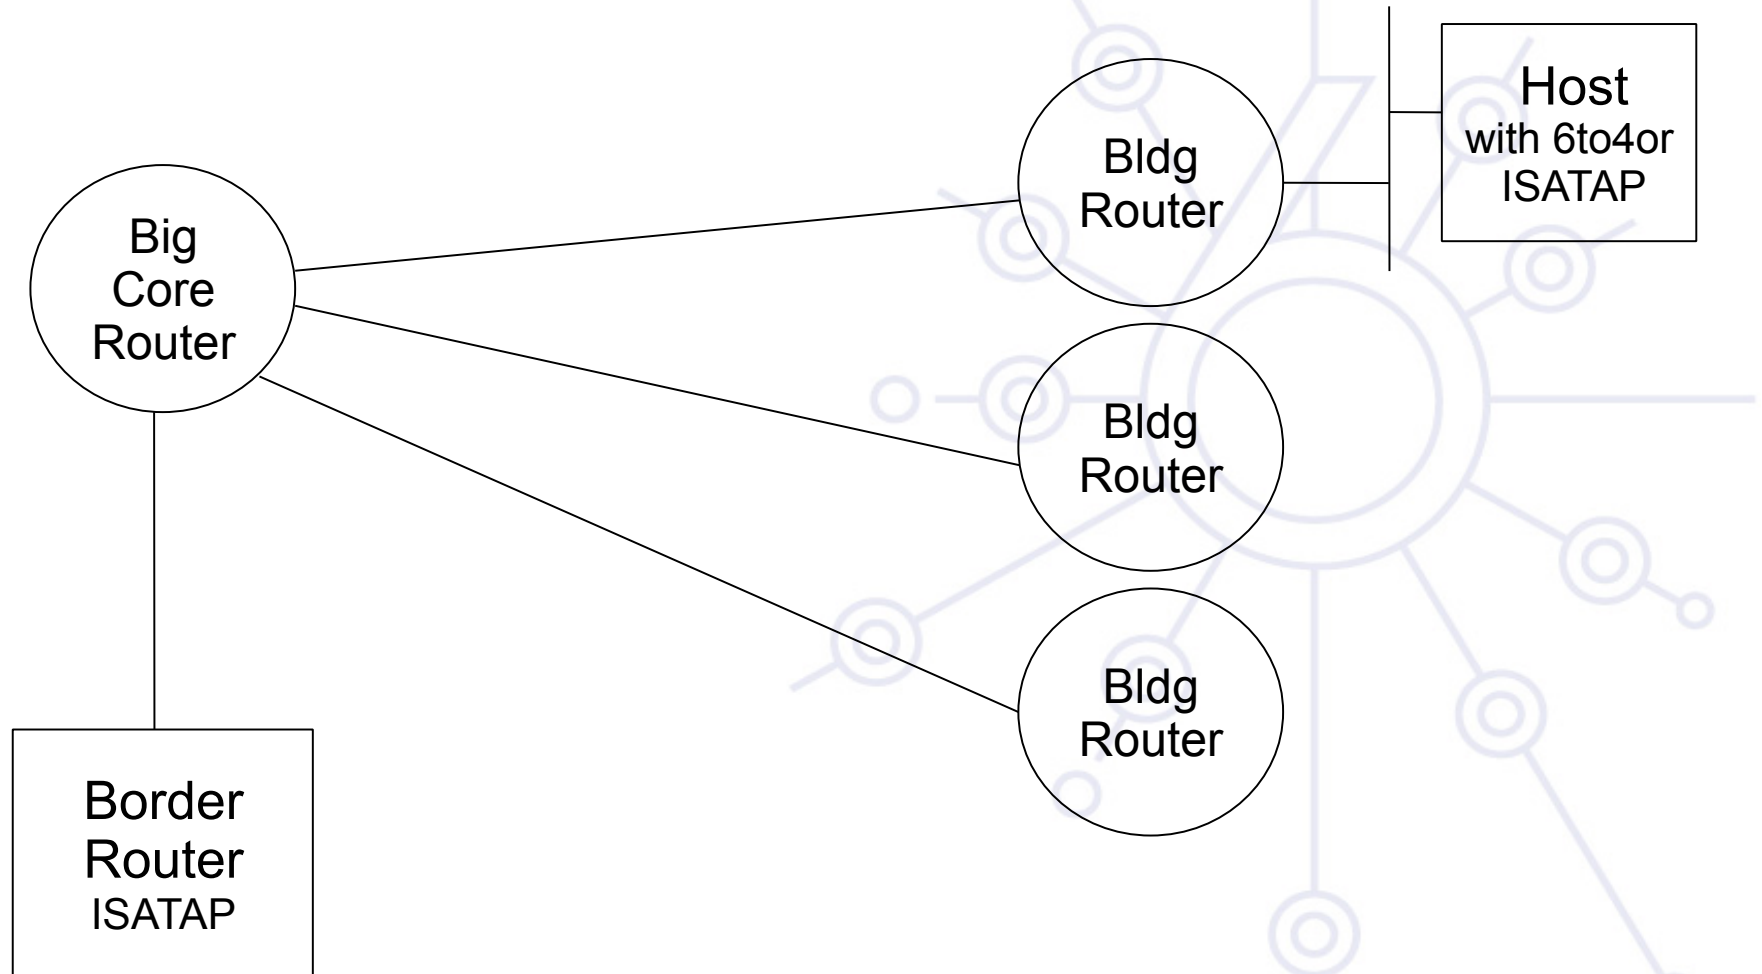 Host
with 6to4or
ISATAP
Bldg
Router
Big
Core
Router
Bldg
Router
Bldg
Router
Border
Router
ISATAP